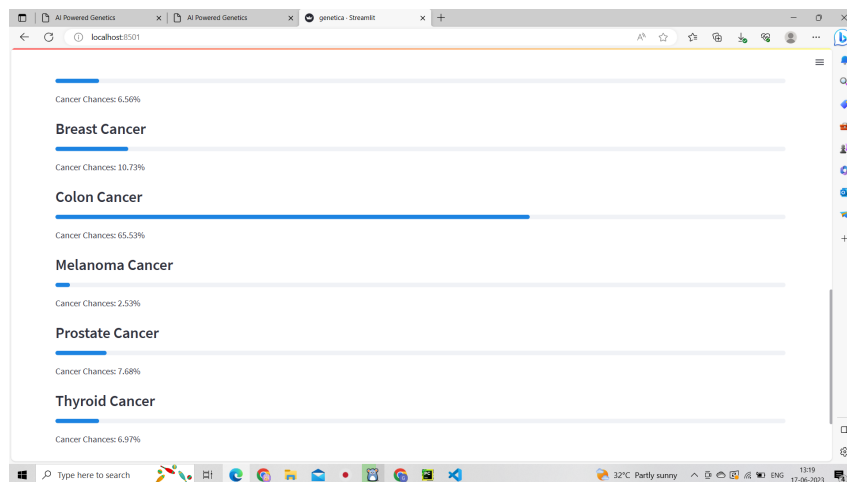 AI Powered Genetics
AI Powered Genetics
genetica · Streamlit
localhost:8501
Cancer Chances: 6.56%
Breast Cancer
Cancer Chances: 10.73%
Colon Cancer
Cancer Chances: 65.53%
Melanoma Cancer
Cancer Chances: 2.53%
Prostate Cancer
Cancer Chances: 7.68%
Thyroid Cancer
Cancer Chances: 6.97%
Type here to search
32°C Partly sunny
ENG
13:19
17-06-2023